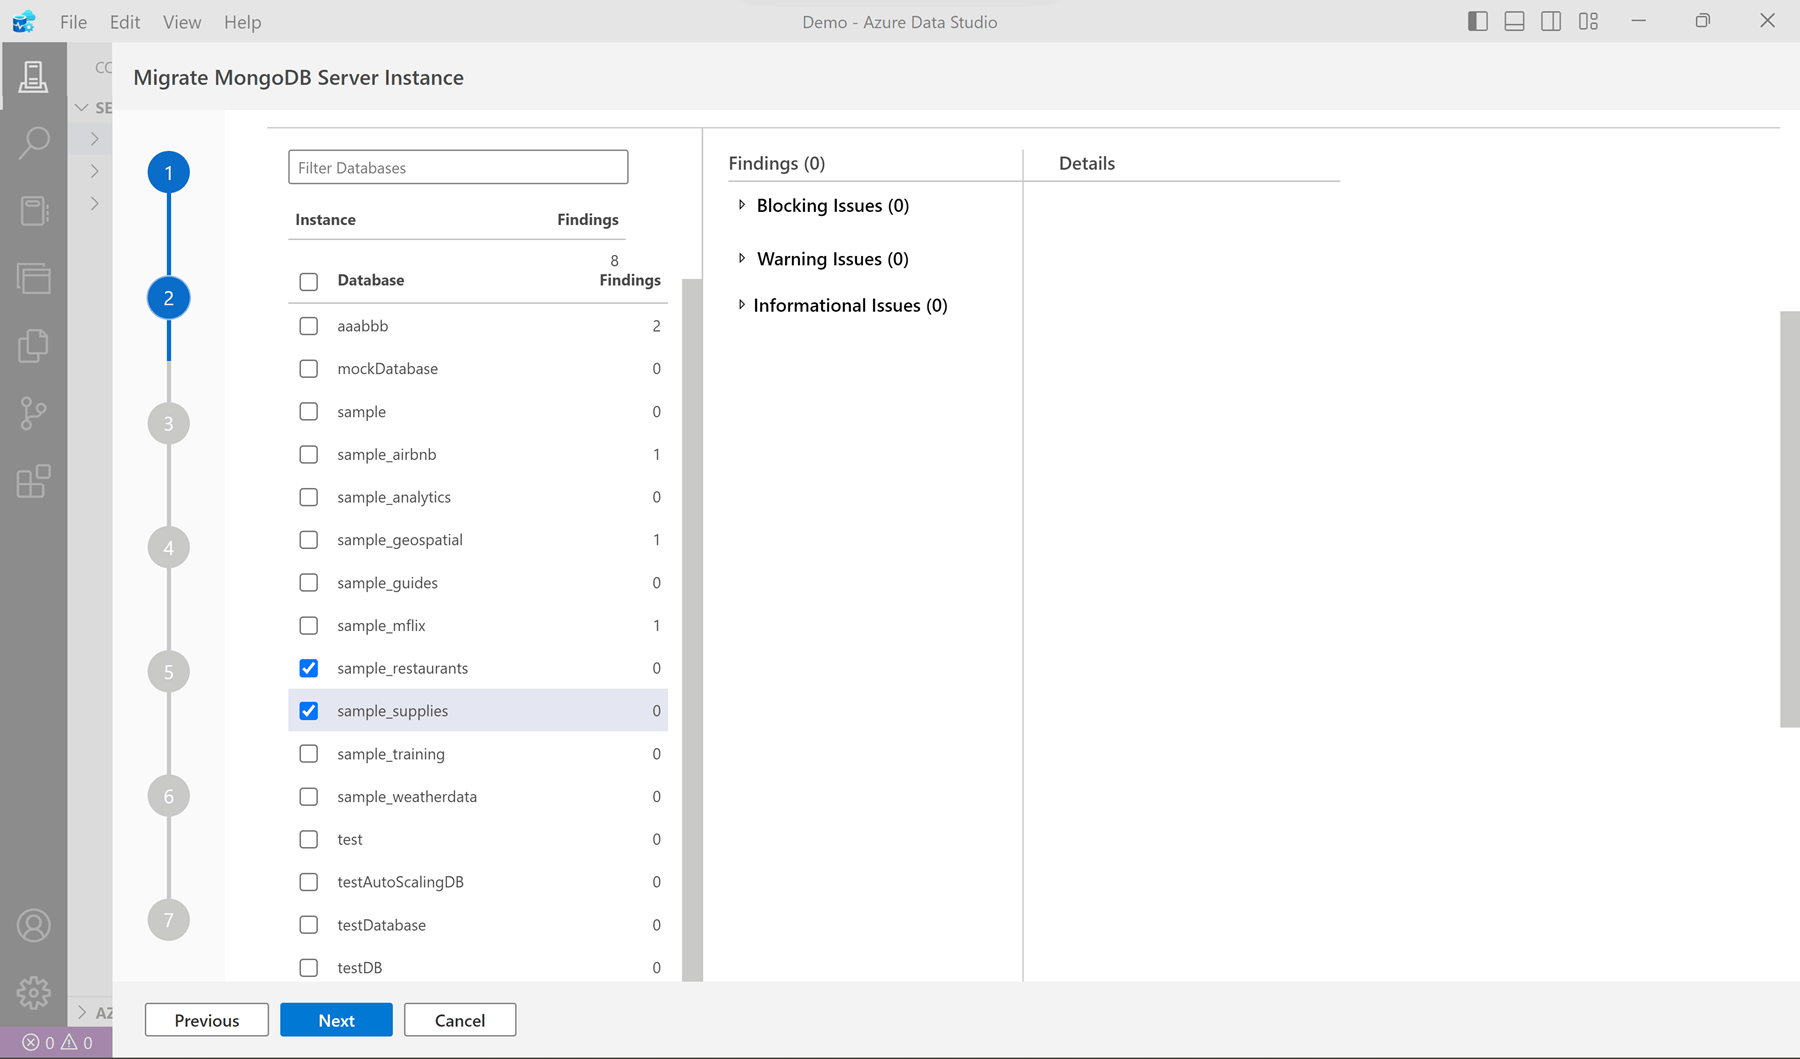 File Edit View Help
Demo - Azure Data Studio
CO
Migrate MongoDB Server Instance
SE
1
2
3
4
5
6
7
Filter Databases
Instance Findings
8
Database Findings
aaabbb 2
mockDatabase 0
sample 0
sample_airbnb 1
sample_analytics 0
sample_geospatial 1
sample_guides 0
sample_mflix 1
sample_restaurants 0
sample_supplies 0
sample_training 0
sample_weatherdata 0
test 0
testAutoScalingDB 0
testDatabase 0
testDB 0
Findings (0)
Blocking Issues (0)
Warning Issues (0)
Informational Issues (0)
Details
AZ
Previous Next Cancel
0 0